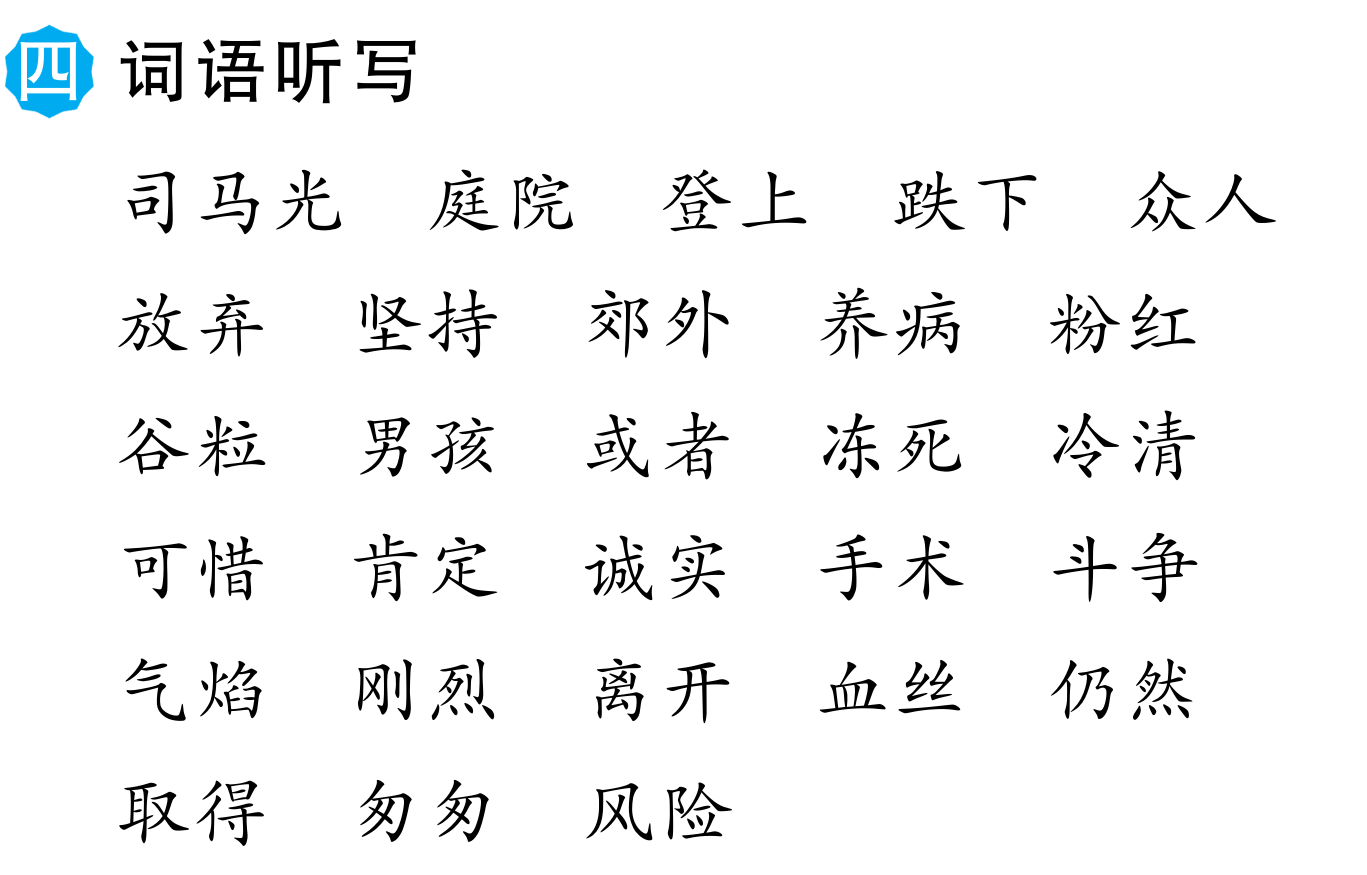 四 词语听写
司马光 庭院 登上 跌下 众人
放弃 坚持 郊外 养病 粉红
谷粒 男孩 或者 冻死 冷清
可惜 肯定 诚实 手术 斗争
气焰 刚烈 离开 血丝 仍然
取得 匆匆 风险